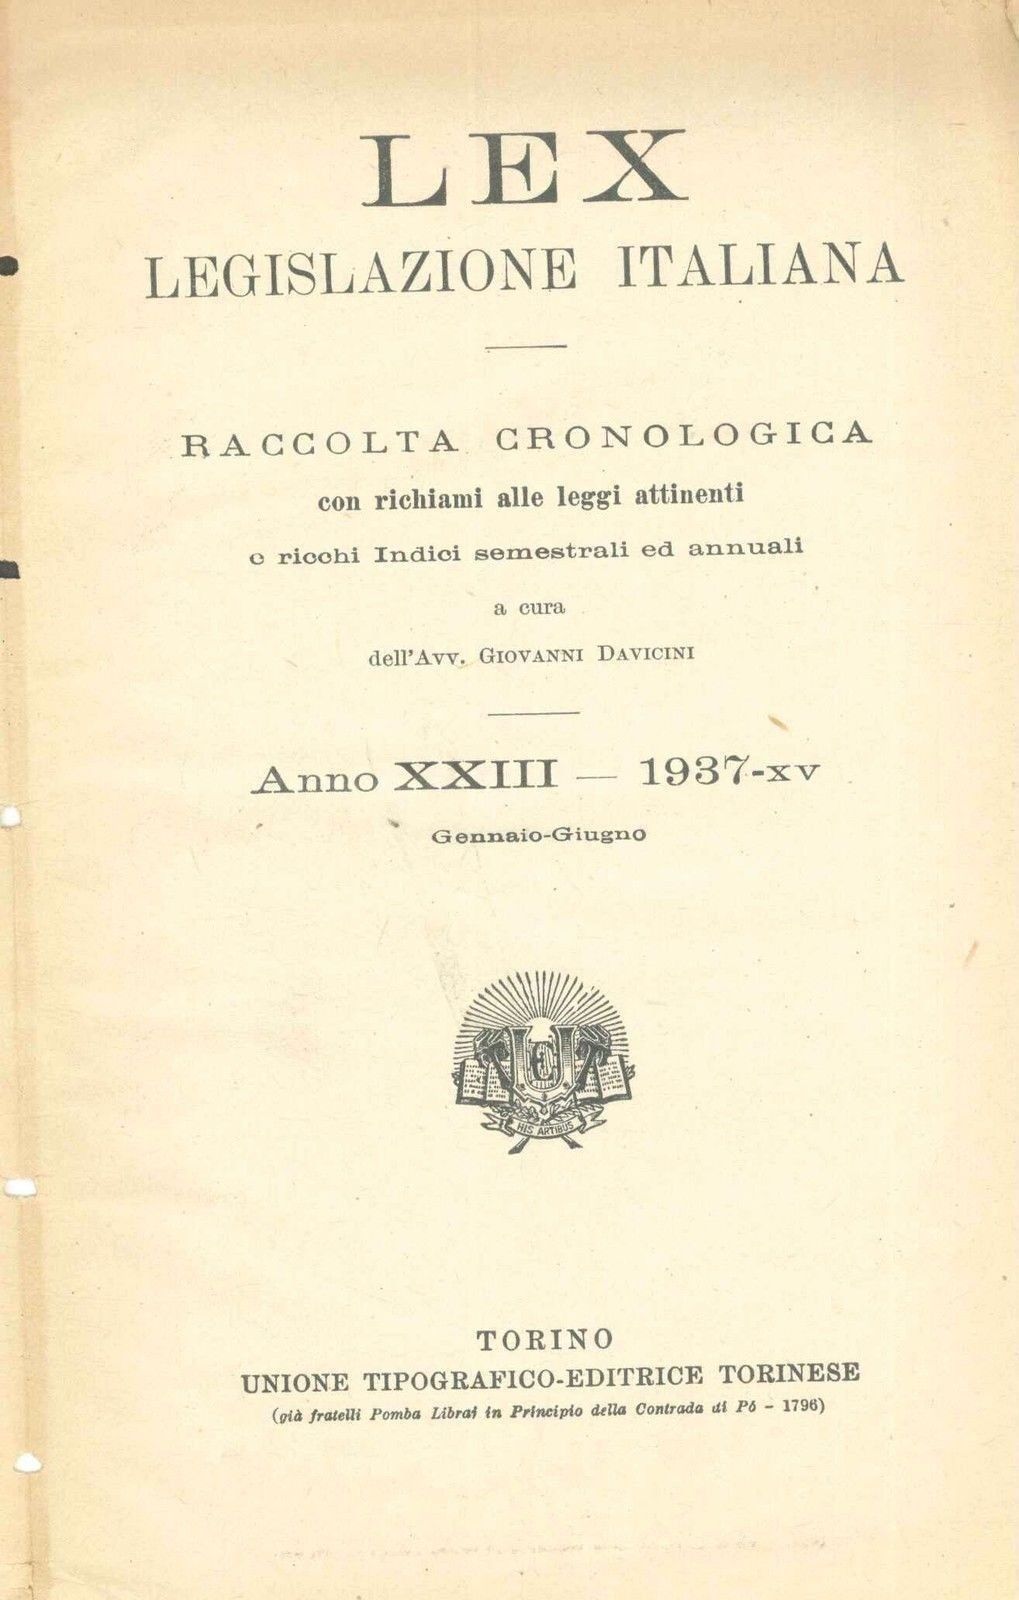 LEX
LEGISLAZIONE ITALIANA
RACCOLTA CRONOLOGICA
con richiami alle leggi attinenti
e ricchi Indici semestrali ed annuali
a cura
dell'Avv. GIOVANNI DAVICINI
Anno XXIII — 1937-XV
Gennaio-Giugno
HIS ARTIBUS
TORINO
UNIONE TIPOGRAFICO-EDITRICE TORINESE
(già fratelli Pomba Librai in Principio della Contrada di Pò - 1796)